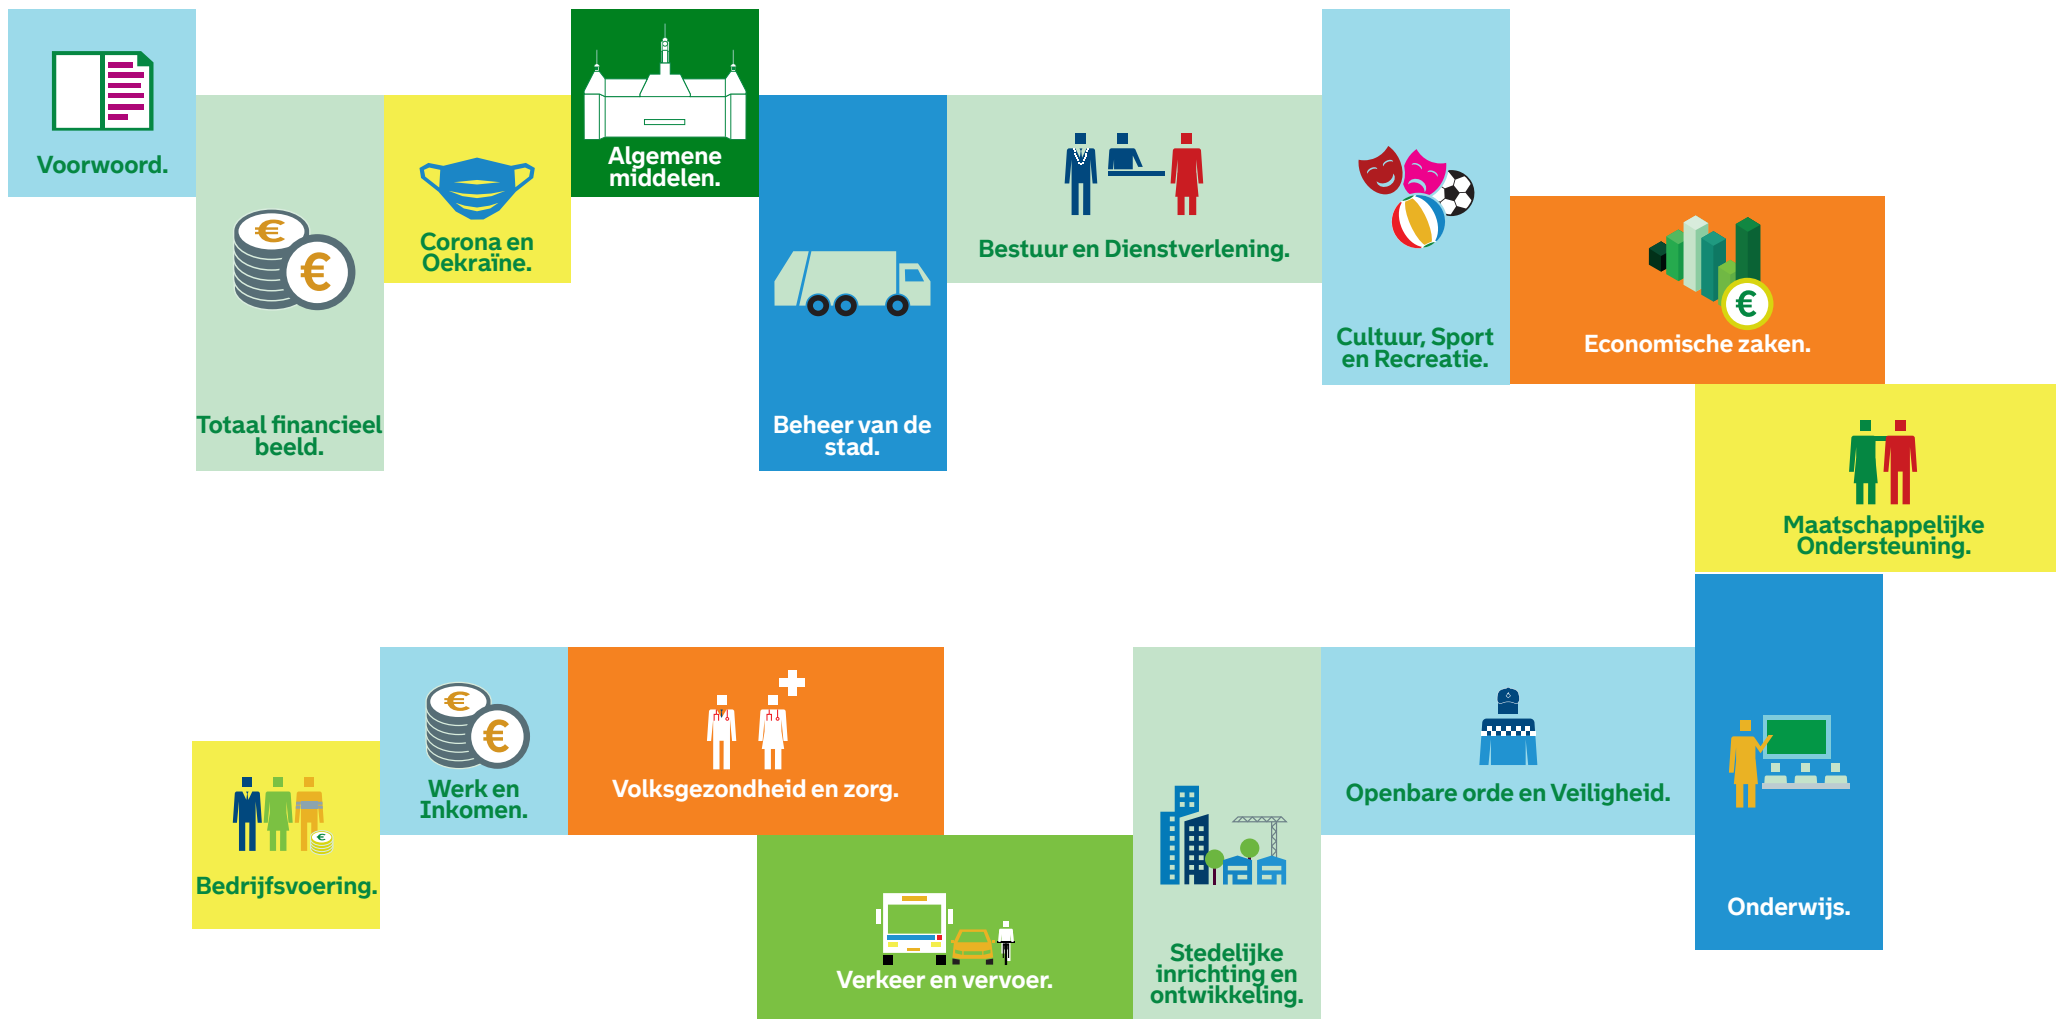 Voorwoord.
Totaal financieel
beeld.
Corona en
Oekraïne.
Algemene
middelen.
Beheer van de
stad.
Bestuur en Dienstverlening.
Cultuur, Sport
en Recreatie.
Economische zaken.
Maatschappelijke
Ondersteuning.
Onderwijs.
Openbare orde en Veiligheid.
Stedelijke
inrichting en
ontwikkeling.
Verkeer en vervoer.
Volksgezondheid en zorg.
Werk en
Inkomen.
Bedrijfsvoering.